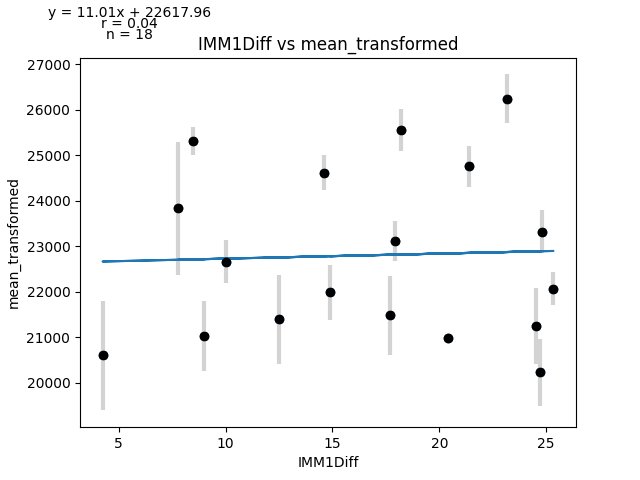 y = 11.01x + 22617.96
r = 0.04
n = 18
IMM1Diff vs mean_transformed
27000
26000
25000
24000
23000
22000
21000
20000
mean_transformed
5 10 15 20 25
IMM1Diff